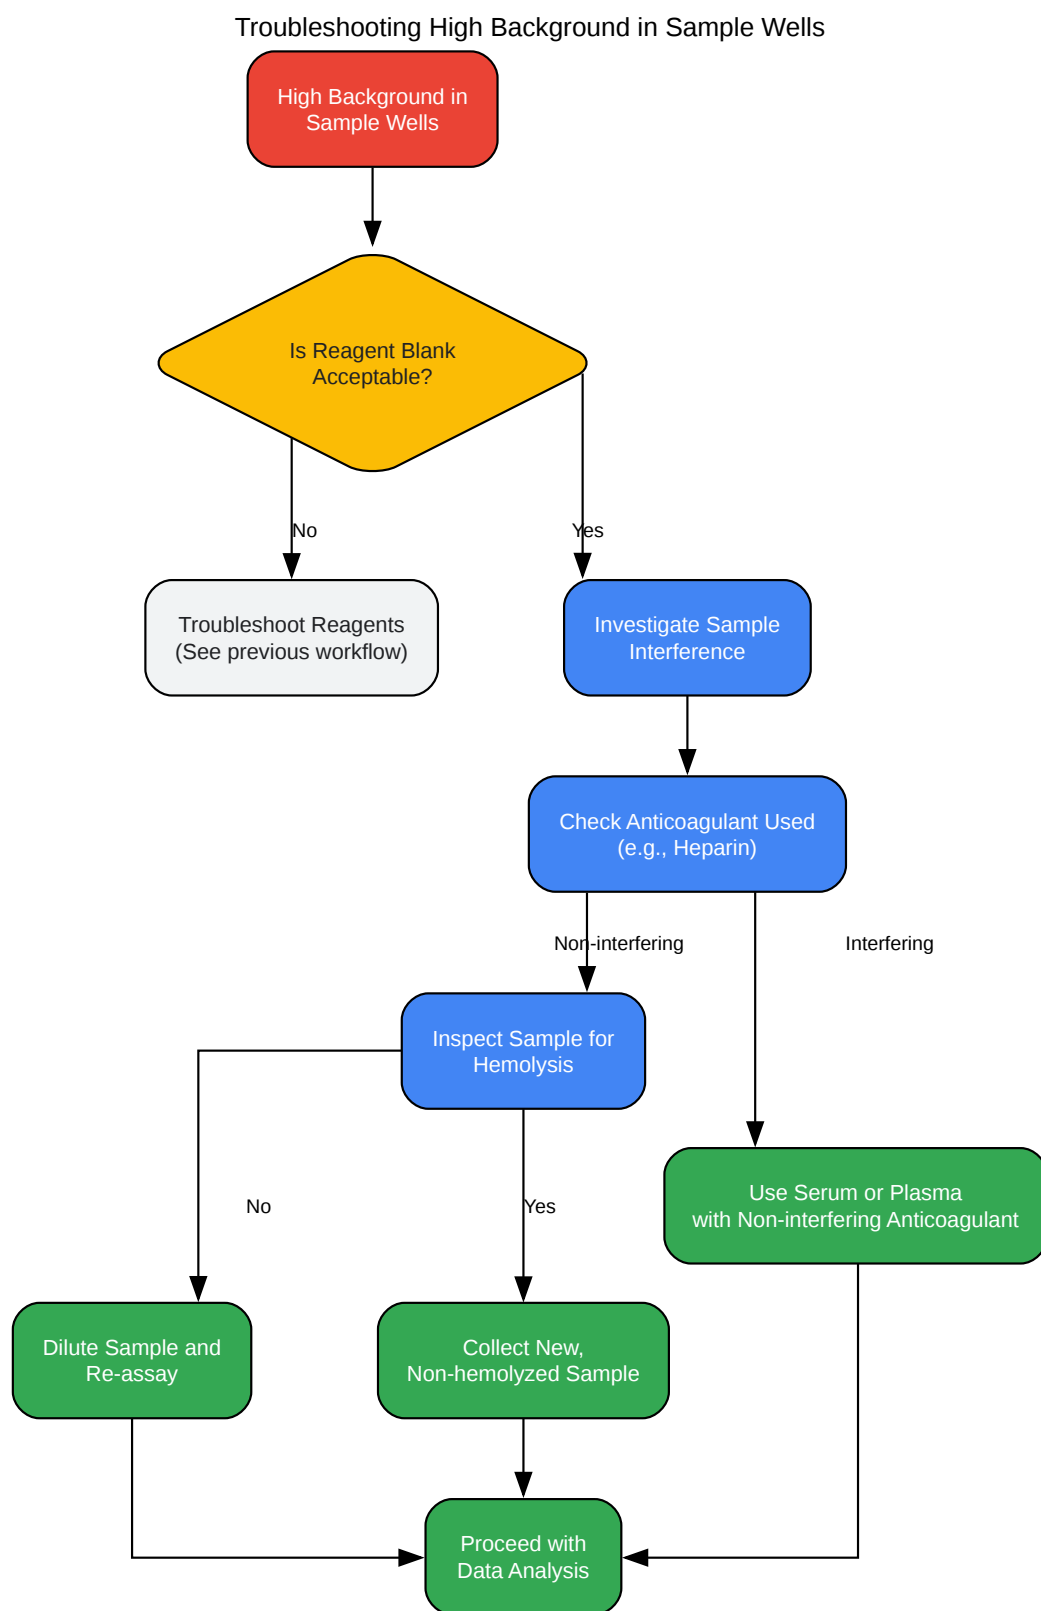 Troubleshooting High Background in Sample Wells
High Background in
Sample Wells
Is Reagent Blank
Acceptable?
No
Yes
Troubleshoot Reagents
(See previous workflow)
Investigate Sample
Interference
Check Anticoagulant Used
(e.g., Heparin)
Non-interfering
Interfering
Inspect Sample for
Hemolysis
No
Yes
Use Serum or Plasma
with Non-interfering Anticoagulant
Dilute Sample and
Re-assay
Collect New,
Non-hemolyzed Sample
Proceed with
Data Analysis